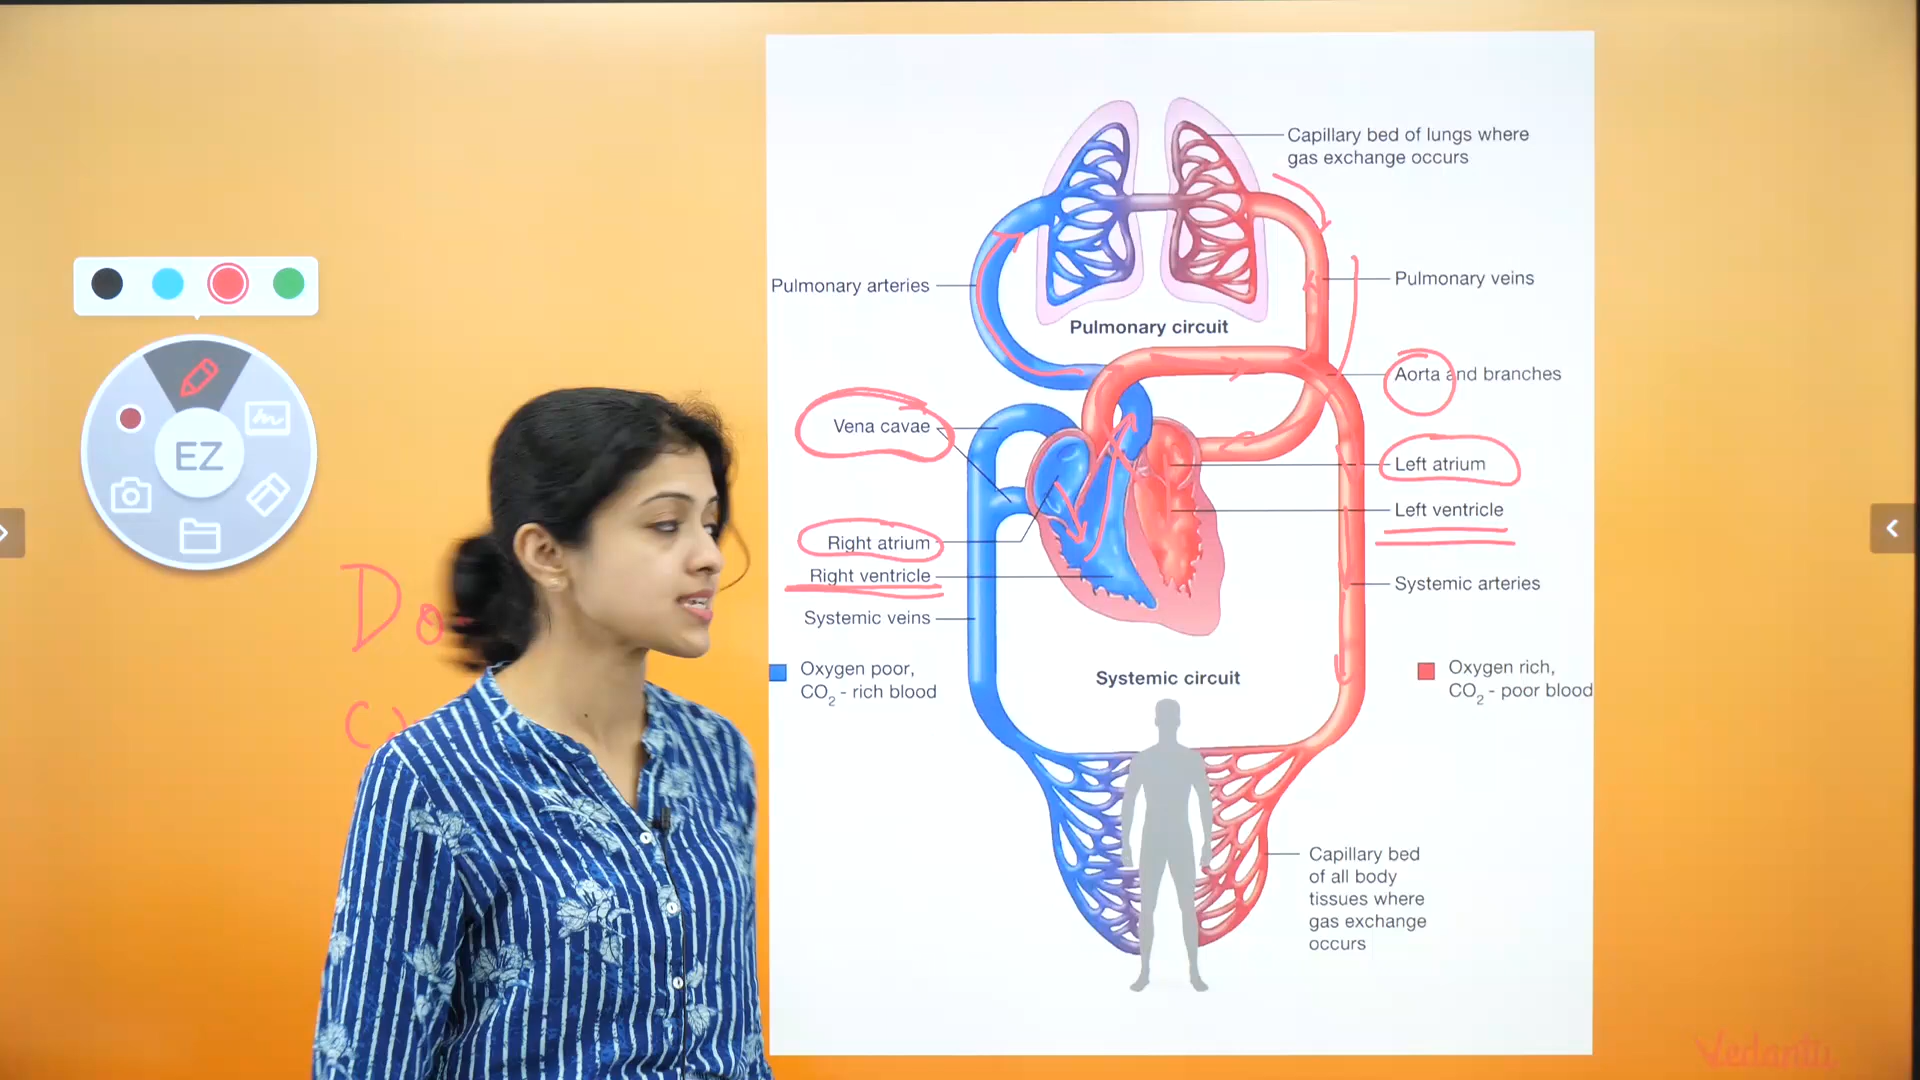 Capillary bed of lungs where
gas exchange occurs
Pulmonary arteries
Pulmonary veins
Pulmonary circuit
Aorta and branches
Vena cavae
Left atrium
Left ventricle
Right atrium
Right ventricle
Systemic arteries
Systemic veins
Oxygen poor,
CO2 - rich blood
Systemic circuit
Oxygen rich,
CO2 - poor blood
Capillary bed
of all body
tissues where
gas exchange
occurs
EZ
Do
Vedantu